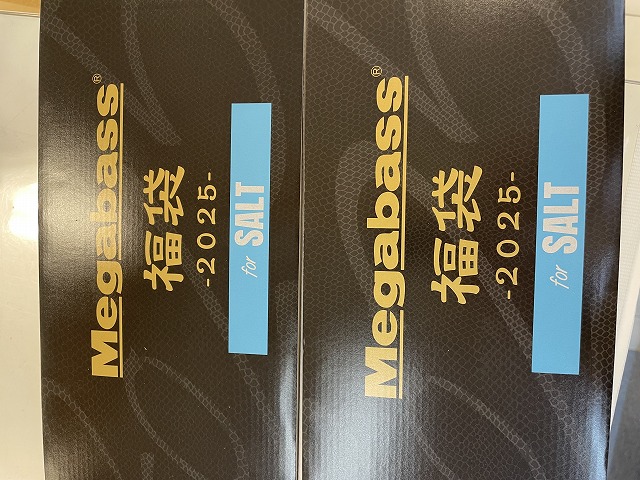 Megabass®
福袋
-2025-
for SALT
Megabass®
福袋
-2025-
for SALT